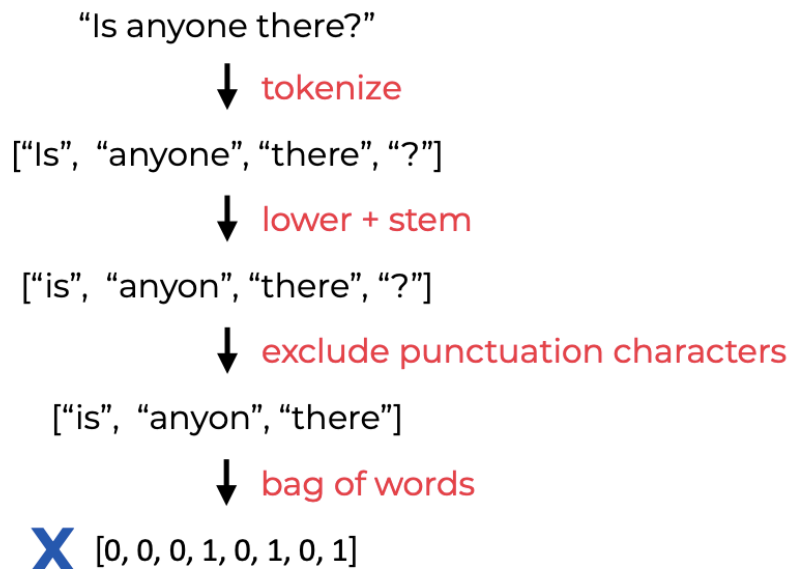 “Is anyone there?”
tokenize
[“Is”,  “anyone”, “there”, “?”]
lower + stem
[“is”,  “anyon”, “there”, “?”]
exclude punctuation characters
[“is”,  “anyon”, “there”]
bag of words
X [0, 0, 0, 1, 0, 1, 0, 1]